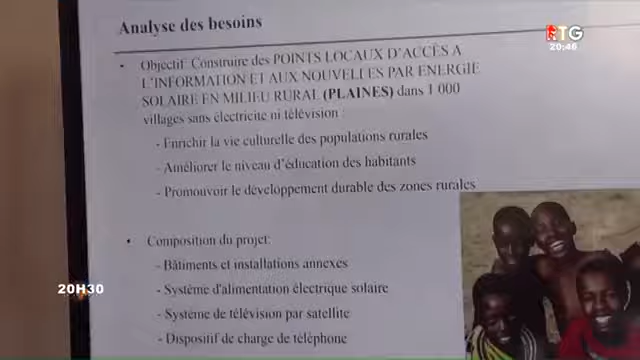 Analyse des besoins
RTG
20:46
• Objectif: Construire des POINTS LOCAUX D'ACCÈS A
L'INFORMATION ET AUX NOUVELLES PAR ENERGIE
SOLAIRE EN MILIEU RURAL (PLAINES) dans 1 000
villages sans électricité ni télévision :
- Enrichir la vie culturelle des populations rurales
- Améliorer le niveau d'éducation des habitants
- Promouvoir le développement durable des zones rurales
• Composition du projet:
- Bâtiments et installations annexes
- Système d'alimentation électrique solaire
- Système de télévision par satellite
- Dispositif de charge de téléphone
20H30